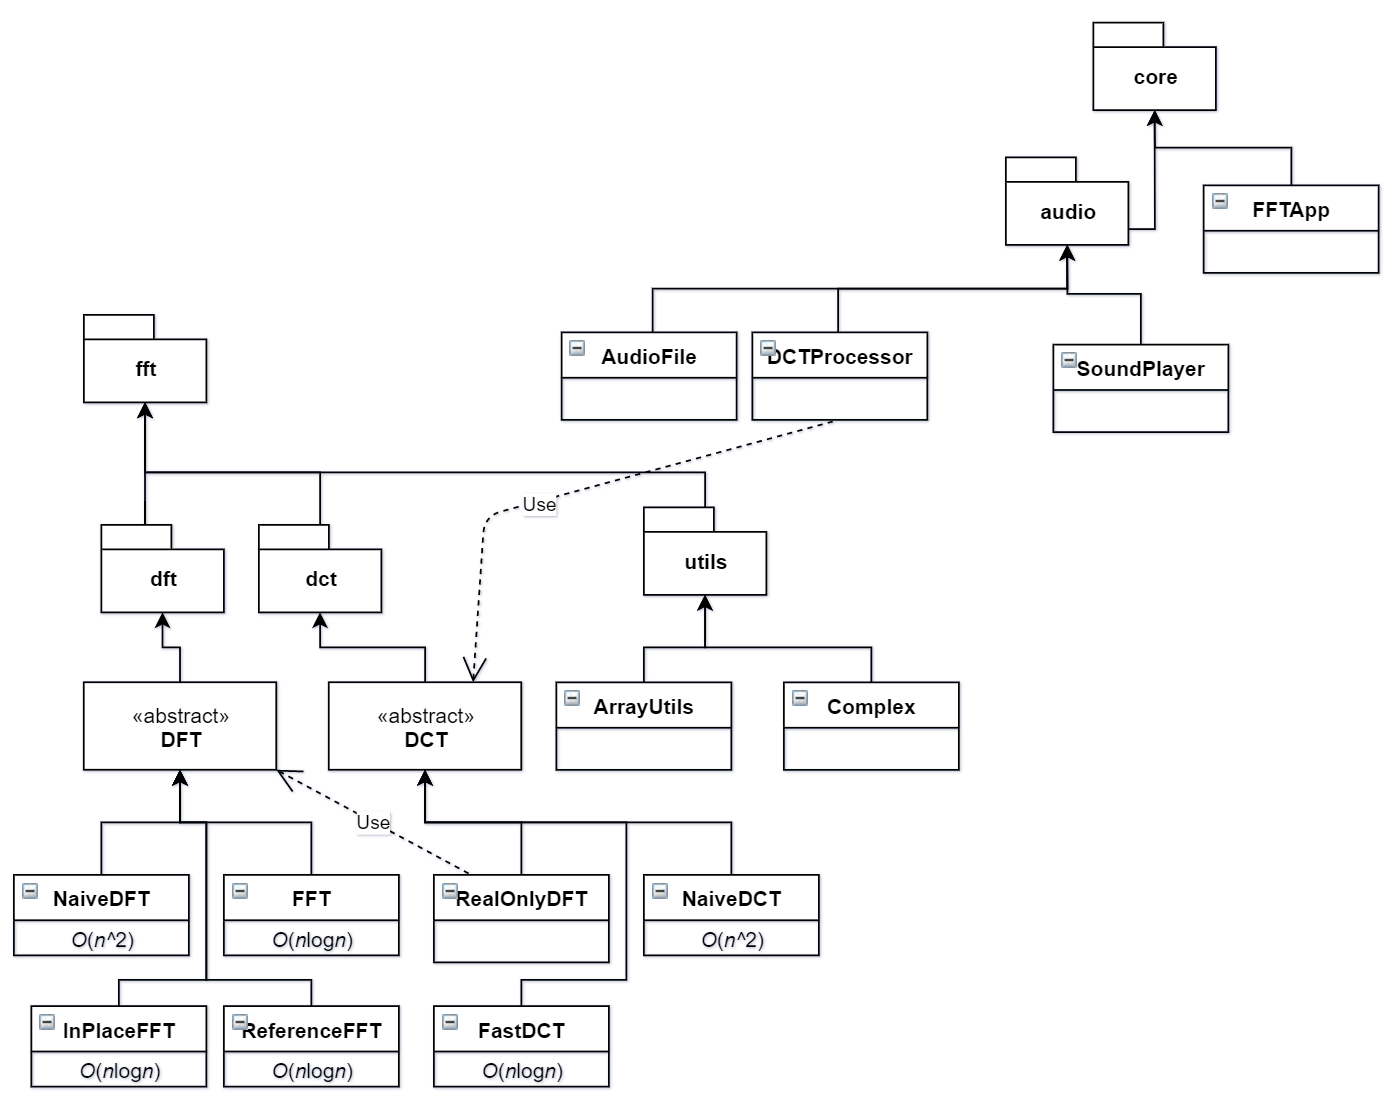 core
audio
FFTApp
AudioFile
DCTProcessor
SoundPlayer
fft
Use
dft
dct
utils
«abstract»
DFT
«abstract»
DCT
ArrayUtils
Complex
Use
NaiveDFT
O(n^2)
FFT
O(nlogn)
RealOnlyDFT
NaiveDCT
O(n^2)
InPlaceFFT
O(nlogn)
ReferenceFFT
O(nlogn)
FastDCT
O(nlogn)